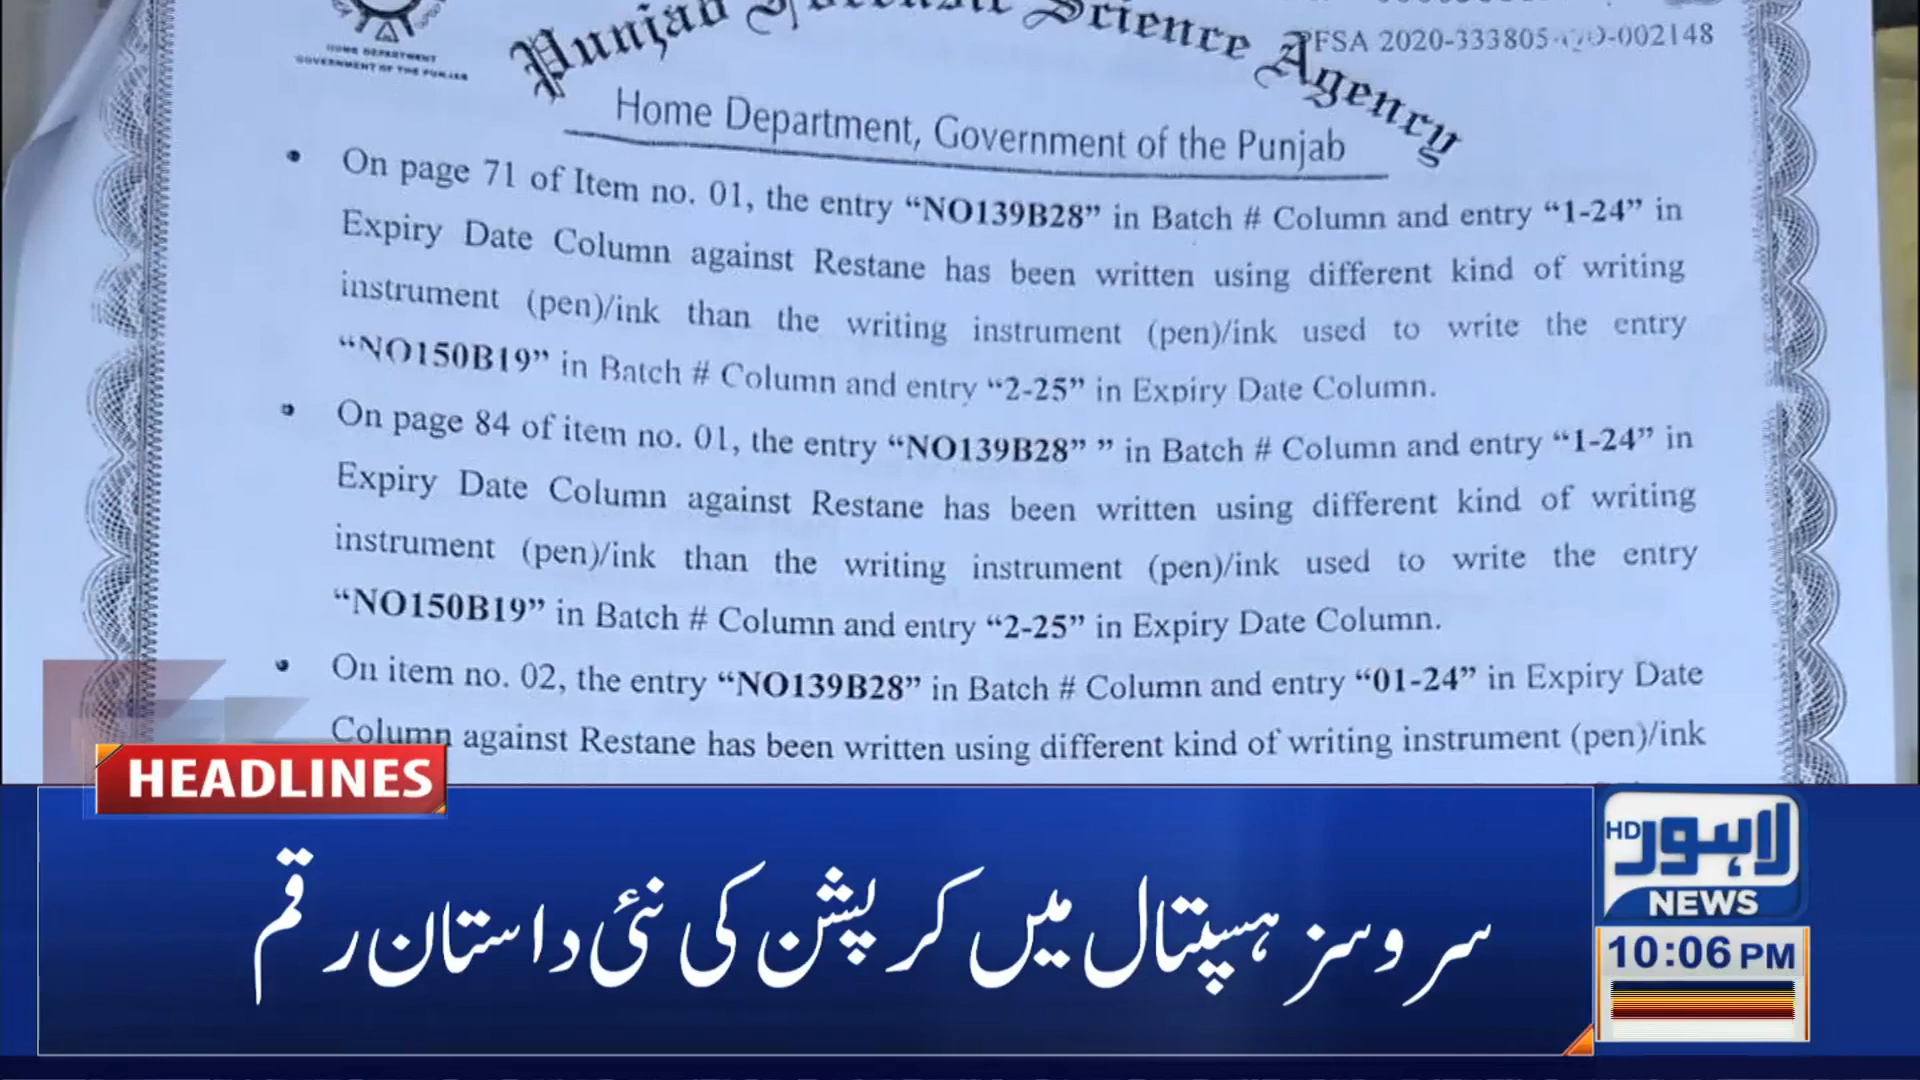 Punjab Forensic Science Agency
PFSA 2020-333805-
-002148
HOME DEPARTMENT
GOVERNMENT OF THE PUNJAB
Home Department, Government of the Punjab
• On page 71 of Item no. 01, the entry “NO139B28” in Batch # Column and entry “1-24” in
Expiry Date Column against Restane has been written using different kind of writing
instrument (pen)/ink than the writing instrument (pen)/ink used to write the entry
“NO150B19” in Batch # Column and entry “2-25” in Expiry Date Column.
• On page 84 of item no. 01, the entry “NO139B28” ” in Batch # Column and entry “1-24” in
Expiry Date Column against Restane has been written using different kind of writing
instrument (pen)/ink than the writing instrument (pen)/ink used to write the entry
“NO150B19” in Batch # Column and entry “2-25” in Expiry Date Column.
• On item no. 02, the entry “NO139B28” in Batch # Column and entry “01-24” in Expiry Date
Column against Restane has been written using different kind of writing instrument (pen)/ink
HEADLINES
سروسز ہسپتال میں کرپشن کی نئی داستان رقم
HD
لاہور
NEWS
10:06 PM